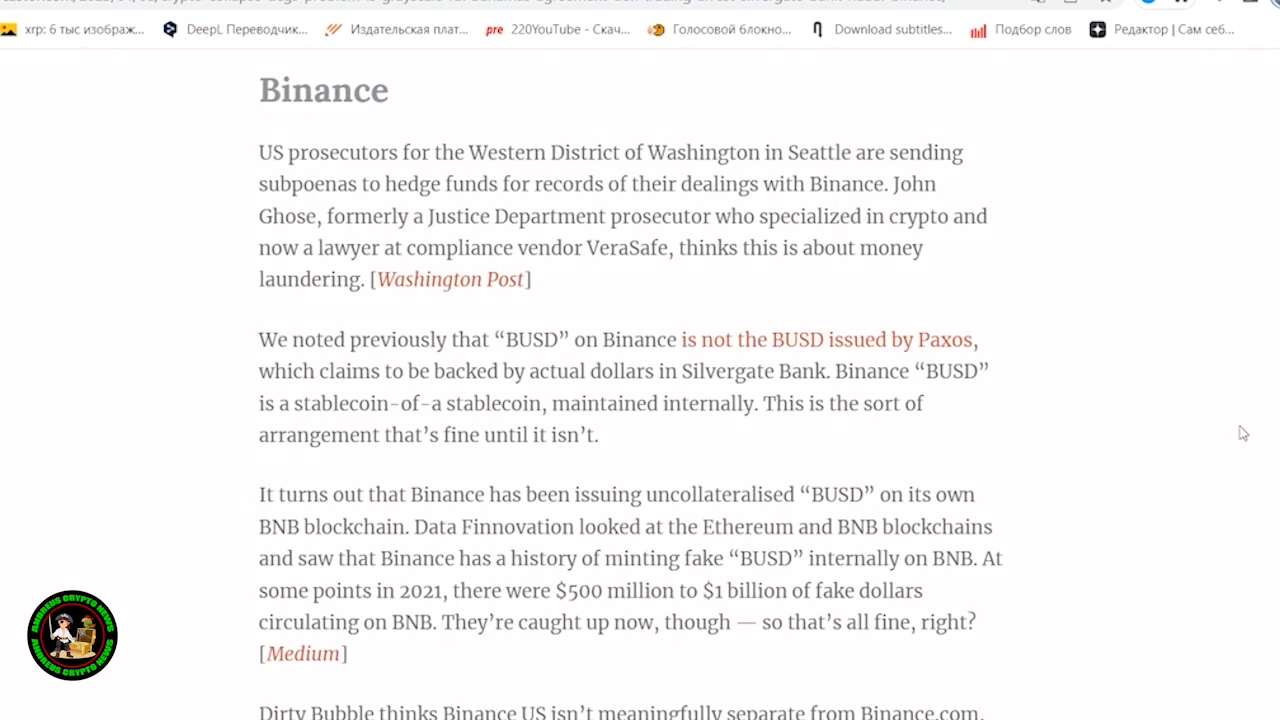 xrp: 6 тыс изображ...
DeepL Переводчик...
Издательская плат...
pre 220YouTube - Скач...
Голосовой блокно...
Download subtitles...
Подбор слов
Редактор | Сам себ...
Binance
US prosecutors for the Western District of Washington in Seattle are sending
subpoenas to hedge funds for records of their dealings with Binance. John
Ghose, formerly a Justice Department prosecutor who specialized in crypto and
now a lawyer at compliance vendor VeraSafe, thinks this is about money
laundering. [Washington Post]
We noted previously that “BUSD” on Binance is not the BUSD issued by Paxos,
which claims to be backed by actual dollars in Silvergate Bank. Binance “BUSD”
is a stablecoin-of-a stablecoin, maintained internally. This is the sort of
arrangement that’s fine until it isn’t.
It turns out that Binance has been issuing uncollateralised “BUSD” on its own
BNB blockchain. Data Finnovation looked at the Ethereum and BNB blockchains
and saw that Binance has a history of minting fake “BUSD” internally on BNB. At
some points in 2021, there were $500 million to $1 billion of fake dollars
circulating on BNB. They’re caught up now, though — so that’s all fine, right?
[Medium]
Dirty Bubble thinks Binance US isn’t meaningfully separate from Binance.com.
ANDREUS CRYPTO NEWS
ANDREUS CRYPTO NEWS